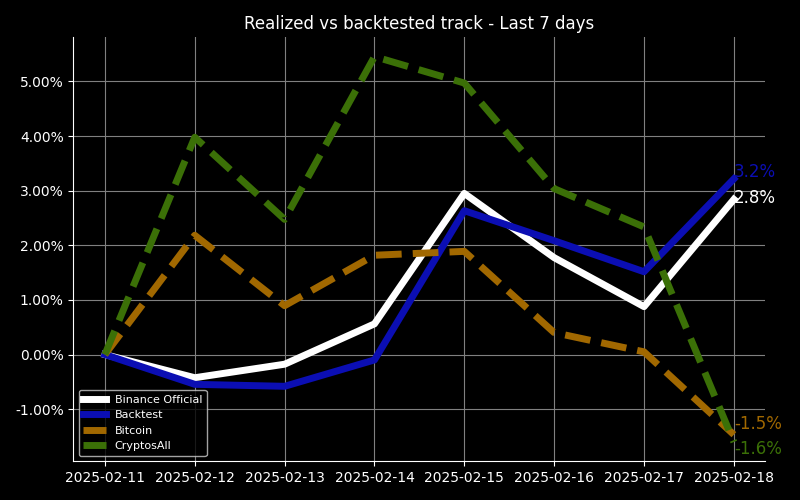 Realized vs backtested track - Last 7 days
5.00%
4.00%
3.00%
2.00%
1.00%
0.00%
-1.00%
3.2%
2.8%
-1.5%
-1.6%
Binance Official
Backtest
Bitcoin
CryptosAll
2025-02-11 2025-02-12 2025-02-13 2025-02-14 2025-02-15 2025-02-16 2025-02-17 2025-02-18